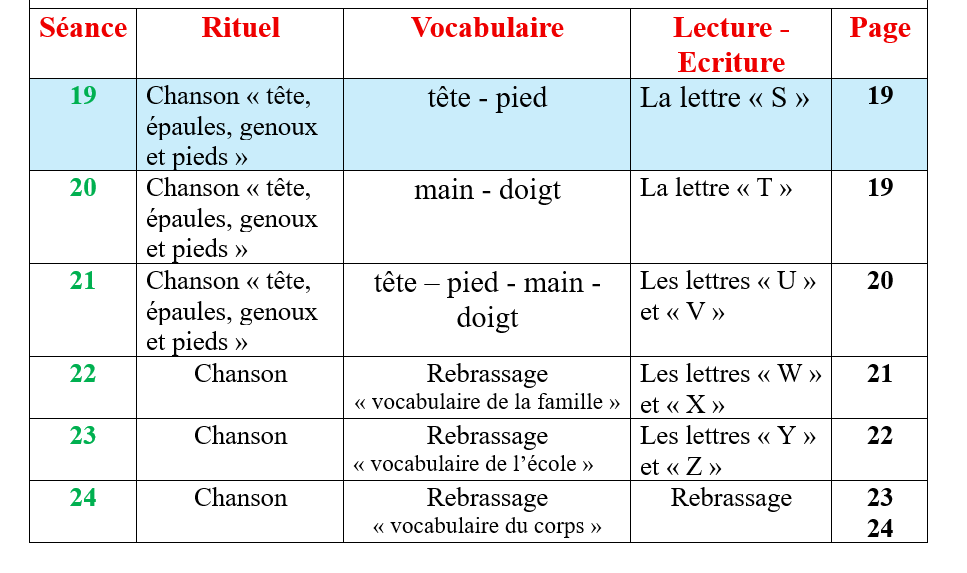 Séance Rituel Vocabulaire Lecture - Page
Ecriture
19 Chanson « tête, tête - pied La lettre « S » 19
épaules, genoux
et pieds »
20 Chanson « tête, main - doigt La lettre « T » 19
épaules, genoux
et pieds »
21 Chanson « tête, tête – pied - main - Les lettres « U » 20
épaules, genoux doigt et « V »
et pieds »
22 Chanson Rebrassage Les lettres « W » 21
« vocabulaire de la famille » et « X »
23 Chanson Rebrassage Les lettres « Y » 22
« vocabulaire de l’école » et « Z »
24 Chanson Rebrassage Rebrassage 23
« vocabulaire du corps » 24